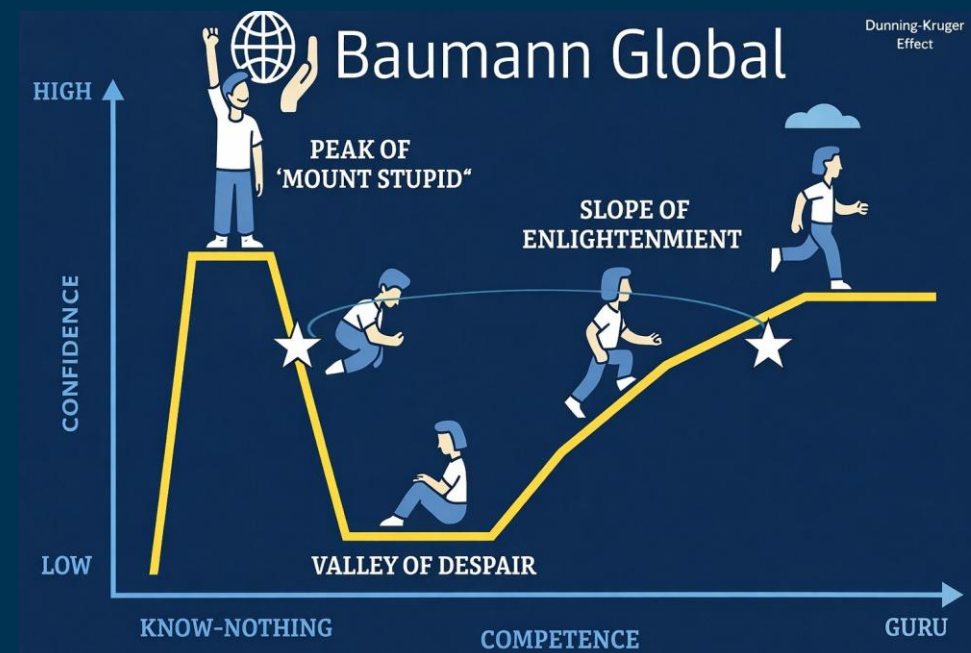 Baumann Global
Dunning-Kruger
Effect
HIGH
PEAK OF
‘MOUNT STUPID“
SLOPE OF
ENLIGHTENMIENT
CONFIDENCE
LOW
VALLEY OF DESPAIR
KNOW-NOTHING
COMPETENCE
GURU